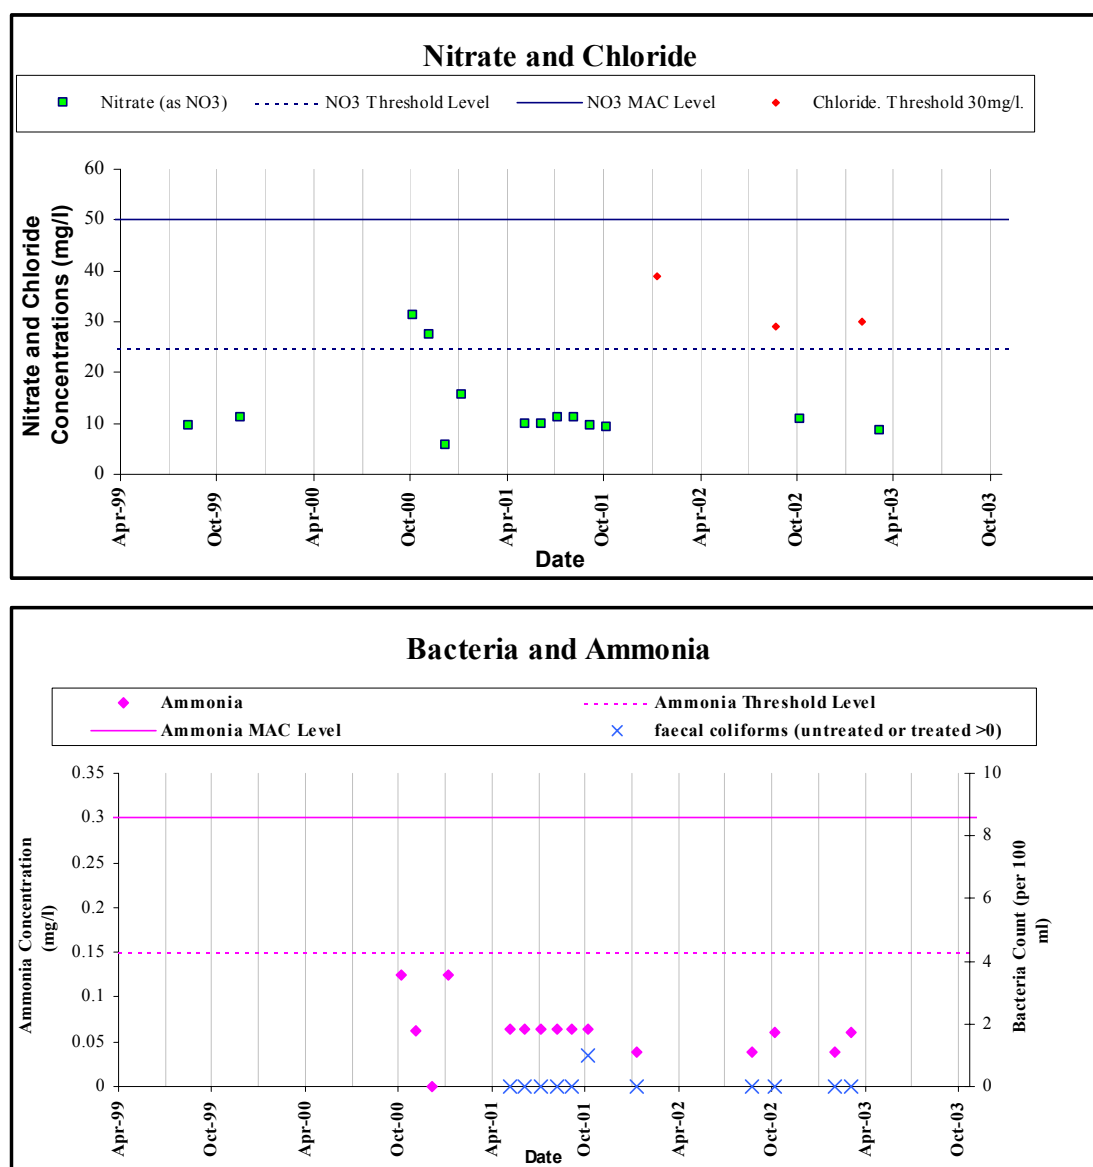 Nitrate and Chloride
Nitrate (as NO3) NO3 Threshold Level NO3 MAC Level Chloride. Threshold 30mg/l.
Nitrate and Chloride
Concentrations (mg/l)
60
50
40
30
20
10
0
Apr-99 Oct-99 Apr-00 Oct-00 Apr-01 Oct-01 Apr-02 Oct-02 Apr-03 Oct-03
Date
Bacteria and Ammonia
Ammonia Ammonia Threshold Level
Ammonia MAC Level faecal coliforms (untreated or treated >0)
Ammonia Concentration
(mg/l)
0.35
0.3
0.25
0.2
0.15
0.1
0.05
0
10
8
6
4
2
0
Bacteria Count (per 100
ml)
Apr-99 Oct-99 Apr-00 Oct-00 Apr-01 Oct-01 Apr-02 Oct-02 Apr-03 Oct-03
Date